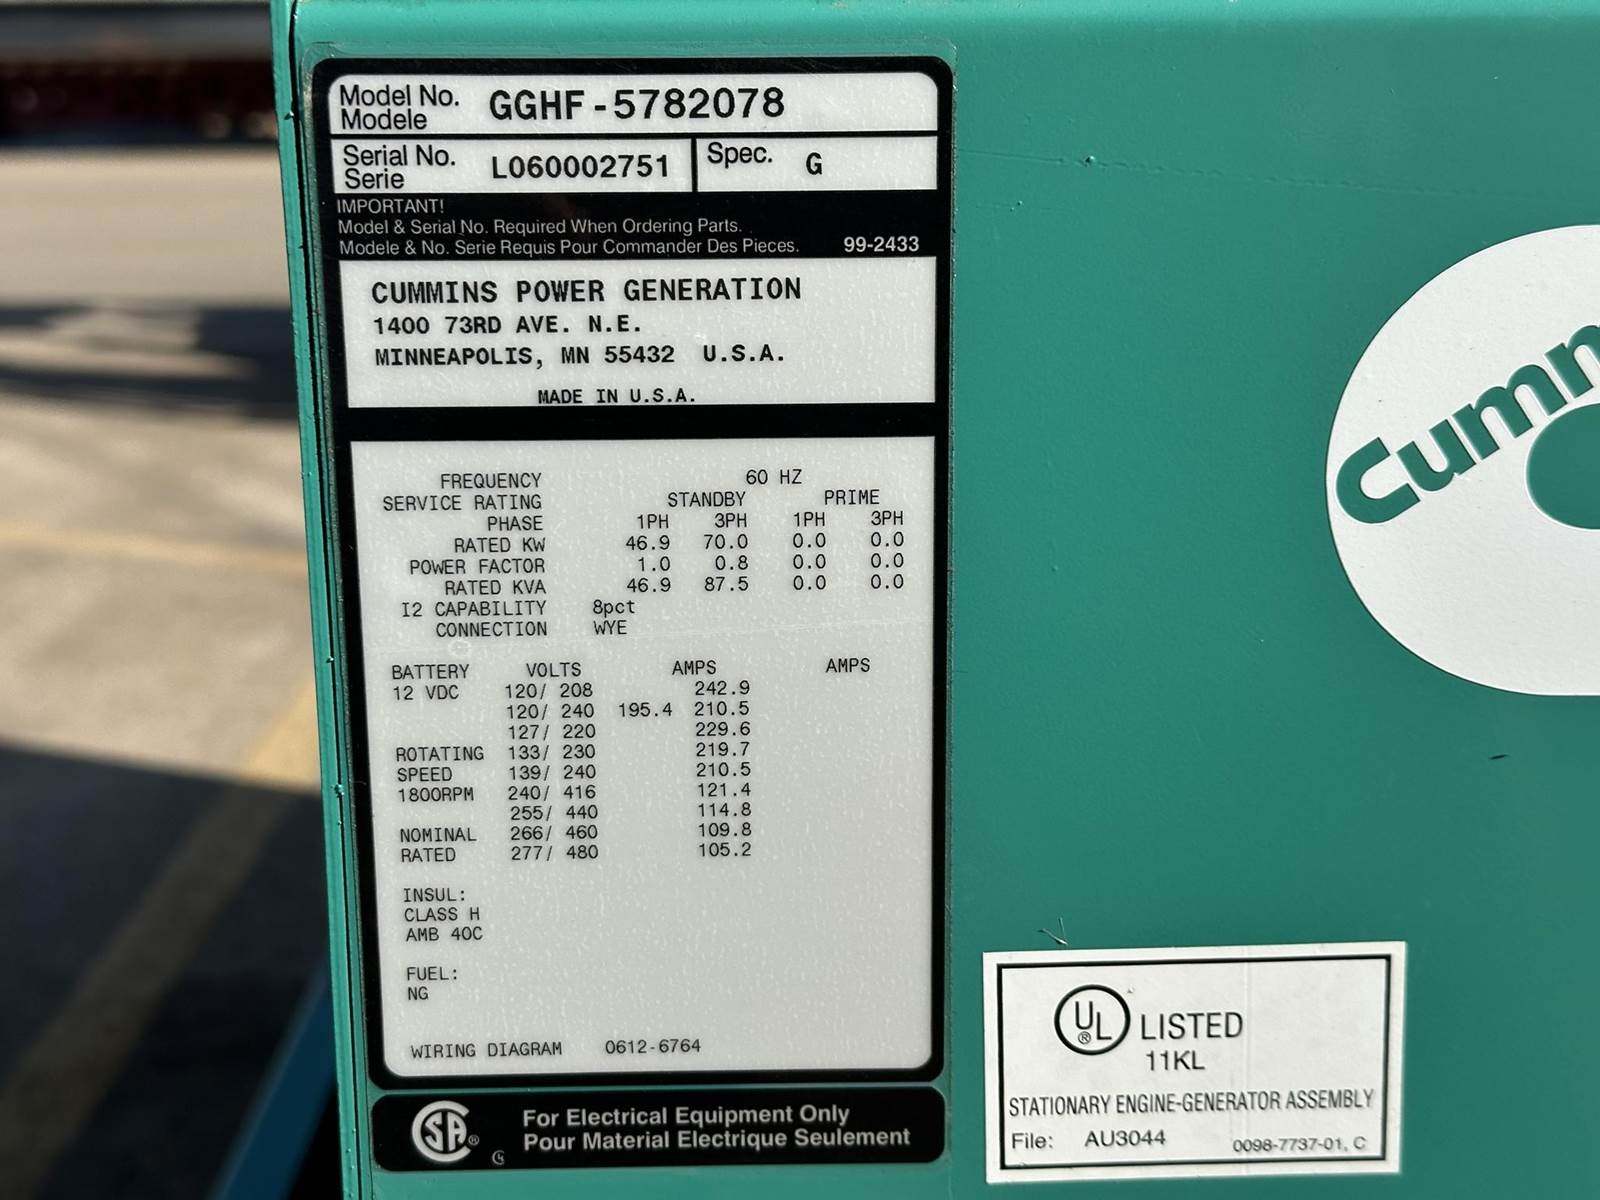 Model No. GGHF-5782078
Modele
Serial No. L060002751 Spec. G
Serie
IMPORTANT!
Model & Serial No. Required When Ordering Parts.
Modele & No. Serie Requis Pour Commander Des Pieces. 99-2433
CUMMINS POWER GENERATION
1400 73RD AVE. N.E.
MINNEAPOLIS, MN 55432 U.S.A.
MADE IN U.S.A.
FREQUENCY 60 HZ
SERVICE RATING STANDBY PRIME
PHASE 1PH 3PH 1PH 3PH
RATED KW 46.9 70.0 0.0 0.0
POWER FACTOR 1.0 0.8 0.0 0.0
RATED KVA 46.9 87.5 0.0 0.0
I2 CAPABILITY 8pct
CONNECTION WYE
BATTERY VOLTS AMPS AMPS
12 VDC 120/ 208 242.9
120/ 240 195.4 210.5
127/ 220 229.6
ROTATING 133/ 230 219.7
SPEED 139/ 240 210.5
1800RPM 240/ 416 121.4
255/ 440 114.8
NOMINAL 266/ 460 109.8
RATED 277/ 480 105.2
INSUL:
CLASS H
AMB 40C
FUEL:
NG
WIRING DIAGRAM 0612-6764
SA ® For Electrical Equipment Only
Pour Material Electrique Seulement
Cumm
UL ® LISTED
11KL
STATIONARY ENGINE-GENERATOR ASSEMBLY
File: AU3044 0098-7737-01, C